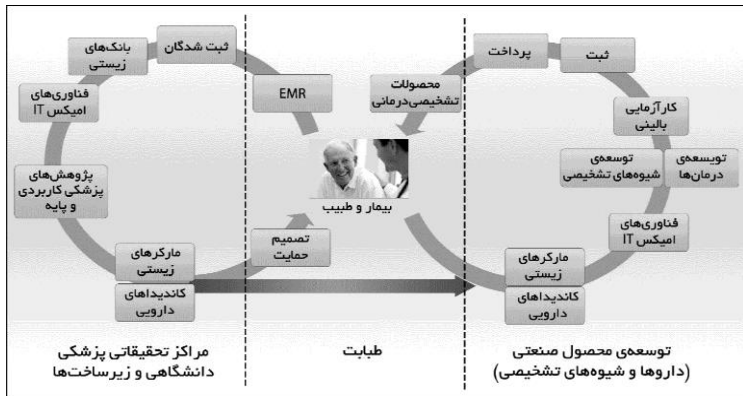 ثبت
پرداخت
محصولات
تشخیصی‌درمانی
کارآزمایی
بالینی
تویسعه‌ی
درمان‌ها
توسعه‌ی
شیوه‌های تشخیصی
فناوری‌های
امیکس IT
مارکرهای
زیستی
کاندیداهای
دارویی
بیمار و طبیب
EMR
ثبت شدگان
بانک‌های
زیستی
فناوری‌های
امیکس IT
پژوهش‌های
پزشکی کاربردی
و پایه
مارکرهای
زیستی
کاندیداهای
دارویی
تصمیم
حمایت
توسعه‌ی محصول صنعتی
(داروها و شیوه‌های تشخیصی)
طبابت
مراکز تحقیقاتی پزشکی
دانشگاهی و زیرساخت‌ها